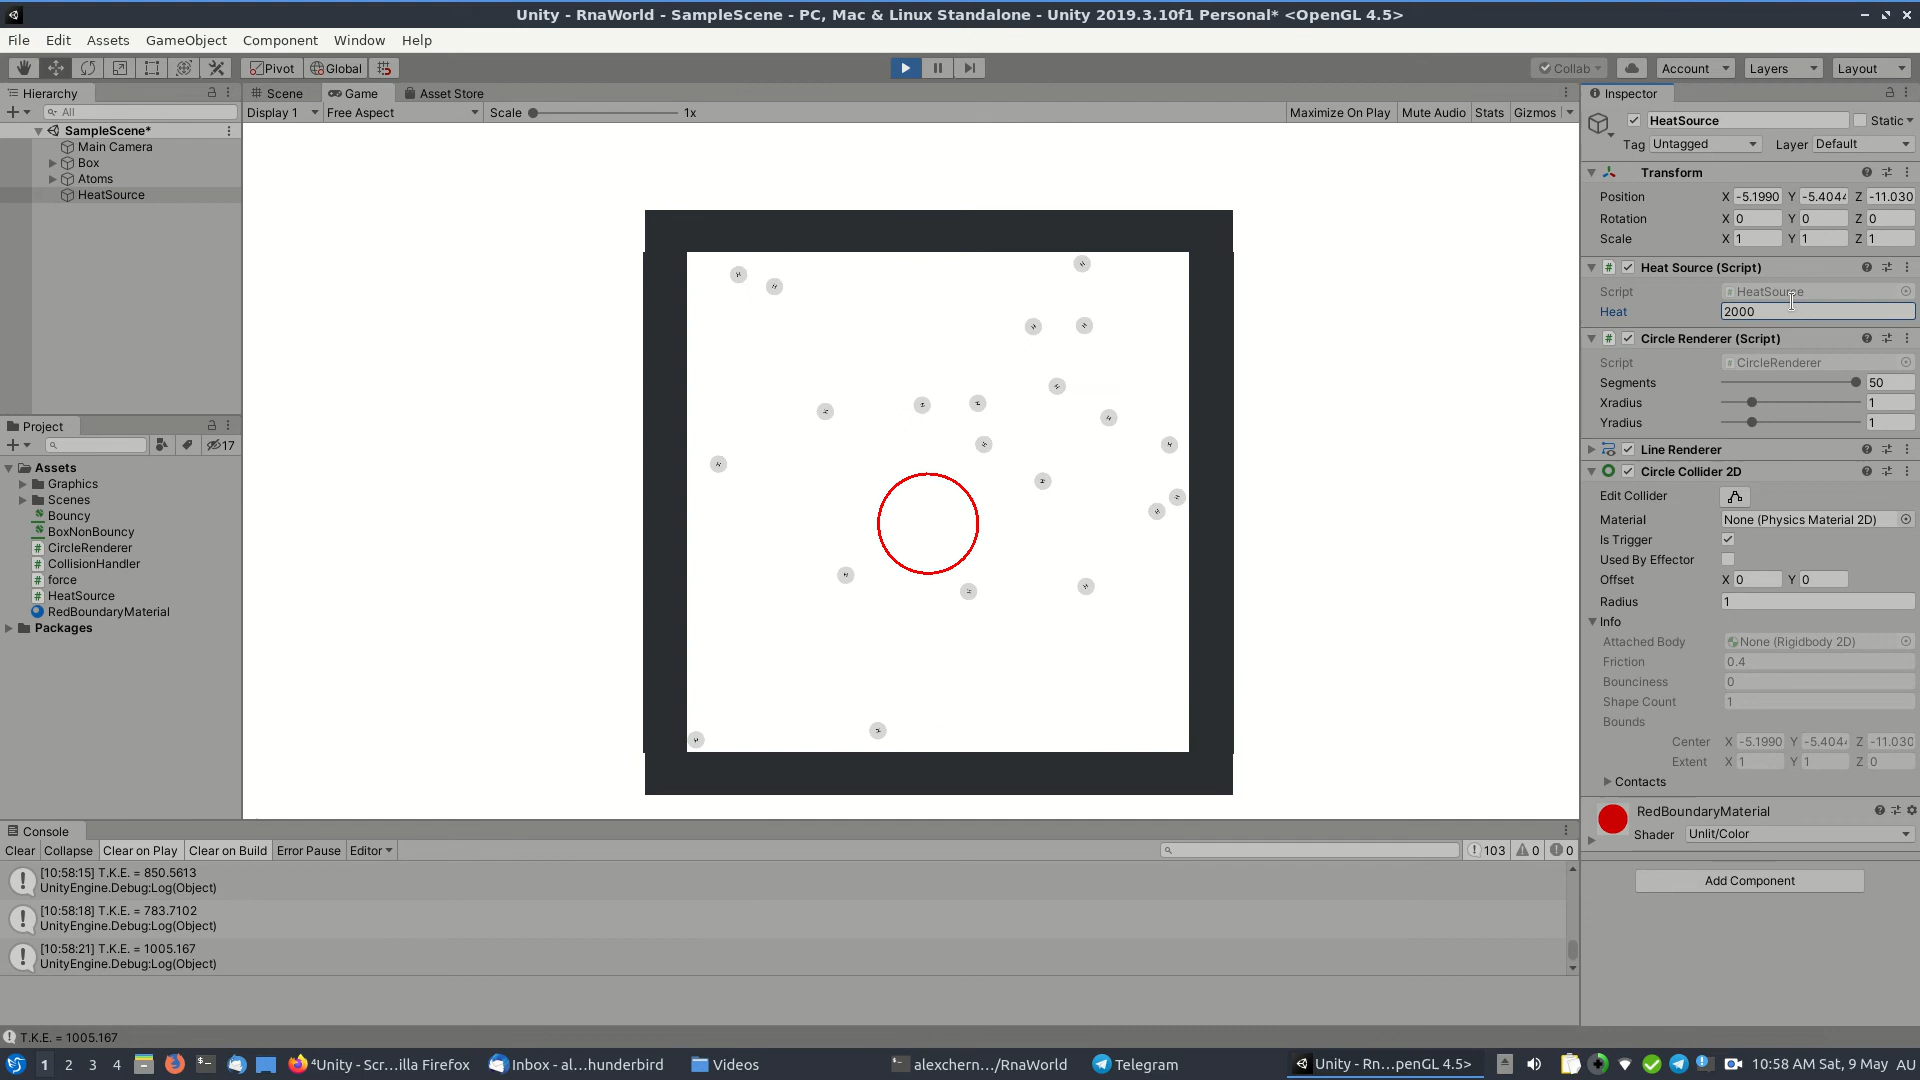 Unity - RnaWorld - SampleScene - PC, Mac & Linux Standalone - Unity 2019.3.10f1 Personal* <OpenGL 4.5>
File Edit Assets GameObject Component Window Help
Pivot Global Collab Account Layers Layout
Hierarchy
All
SampleScene*
Main Camera
Box
Atoms
HeatSource
Project
17
Assets
Graphics
Scenes
Bouncy
BoxNonBouncy
CircleRenderer
CollisionHandler
force
HeatSource
RedBoundaryMaterial
Packages
Scene Game Asset Store
Display 1 Free Aspect Scale 1x Maximize On Play Mute Audio Stats Gizmos
Inspector
HeatSource Static
Tag Untagged Layer Default
Transform
Position X -5.1990 Y -5.404 Z -11.030
Rotation X 0 Y 0 Z 0
Scale X 1 Y 1 Z 1
Heat Source (Script)
Script HeatSource
Heat 2000
Circle Renderer (Script)
Script CircleRenderer
Segments 50
Xradius 1
Yradius 1
Line Renderer
Circle Collider 2D
Edit Collider
Material None (Physics Material 2D)
Is Trigger
Used By Effector
Offset X 0 Y 0
Radius 1
Info
Attached Body None (Rigidbody 2D)
Friction 0.4
Bounciness 0
Shape Count 1
Bounds
Center X -5.1990 Y -5.404 Z -11.030
Extent X 1 Y 1 Z 0
Contacts
RedBoundaryMaterial
Shader Unlit/Color
Add Component
Console
Clear Collapse Clear on Play Clear on Build Error Pause Editor 103 0 0
[10:58:15] T.K.E. = 850.5613
UnityEngine.Debug:Log(Object)
[10:58:18] T.K.E. = 783.7102
UnityEngine.Debug:Log(Object)
[10:58:21] T.K.E. = 1005.167
UnityEngine.Debug:Log(Object)
T.K.E. = 1005.167
1 2 3 4 ⁴Unity - Scr...illa Firefox Inbox - al...hunderbird Videos alexchern.../RnaWorld Telegram Unity - Rn...penGL 4.5> 10:58 AM Sat, 9 May AU